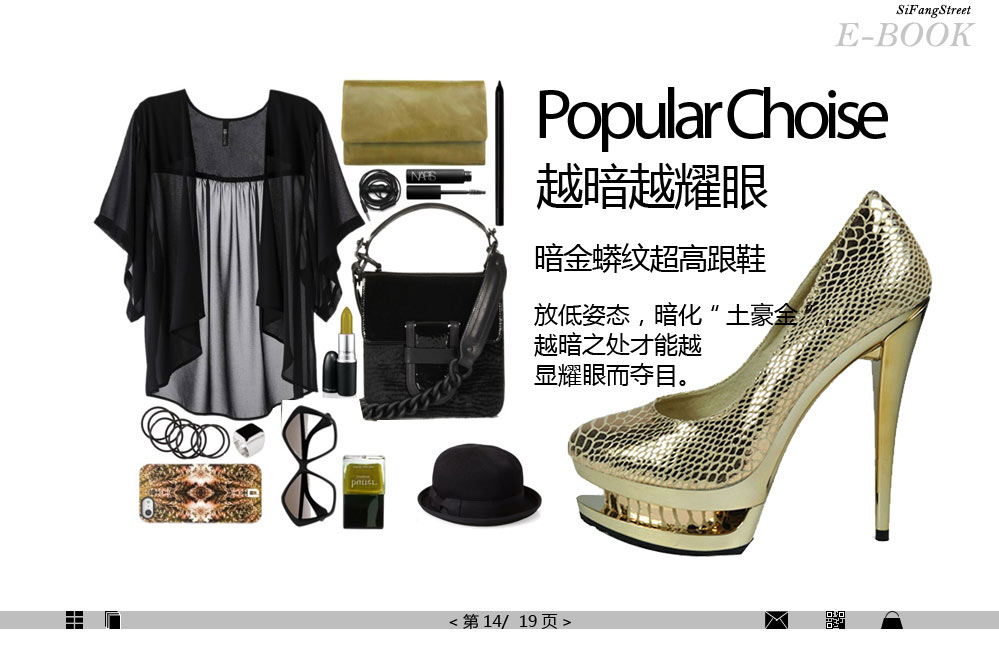 SiFangStreet
E-BOOK
Popular Choise
越暗越耀眼
暗金蟒纹超高跟鞋
放低姿态，暗化“土豪金”
越暗之处才能越
显耀眼而夺目。
NARS
< 第 14/ 19 页 >